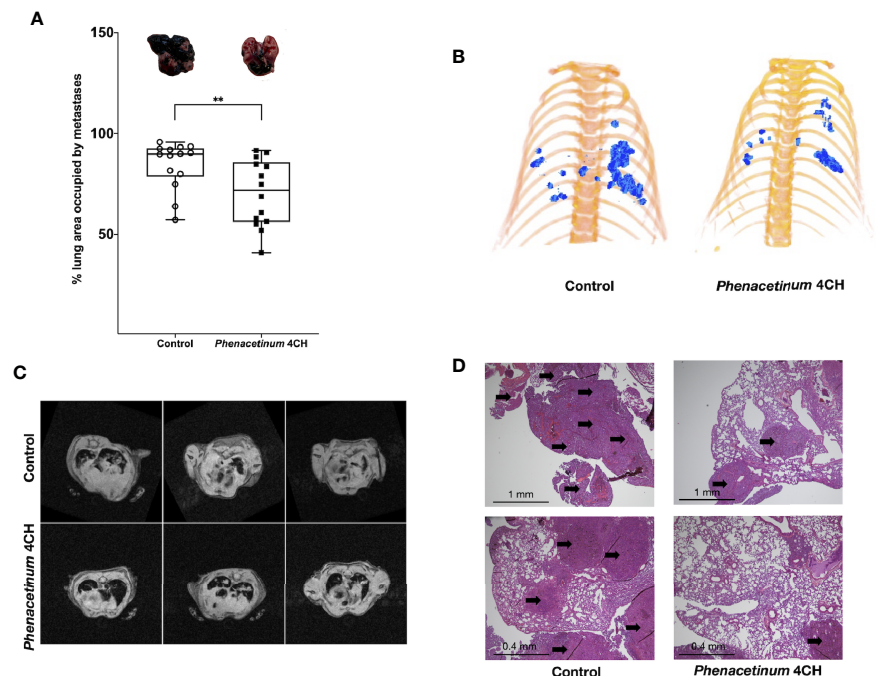 A
150
100
50
% lung area occupied by metastases
**
Control
Phenacetinum 4CH
B
Control
Phenacetinum 4CH
C
Control
Phenacetinum 4CH
D
1 mm
1 mm
0.4 mm
0.4 mm
Control
Phenacetinum 4CH